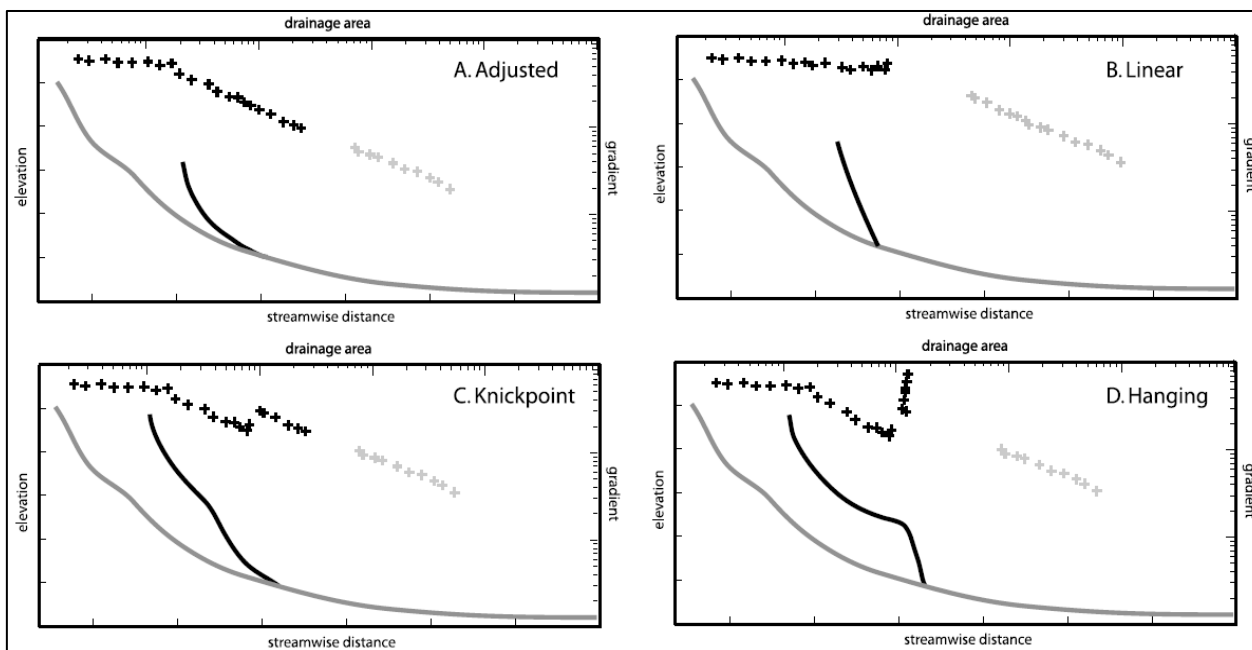 drainage area
drainage area
A. Adjusted
B. Linear
elevation
gradient
elevation
gradient
streamwise distance
streamwise distance
drainage area
drainage area
C. Knickpoint
D. Hanging
elevation
gradient
elevation
gradient
streamwise distance
streamwise distance